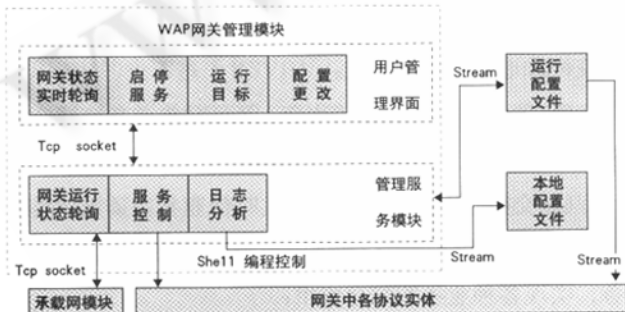 WAP网关管理模块
网关状态 启停 运行 配置
实时轮询 服务 目标 更改
用户管
理界面
Stream
运行
配置
文件
Tcp socket
网关运行 服务 日志
状态轮询 控制 分析
管理服
务模块
本地
配置
文件
Tcp socket
She11 编程控制
Stream
Stream
承载网模块
网关中各协议实体